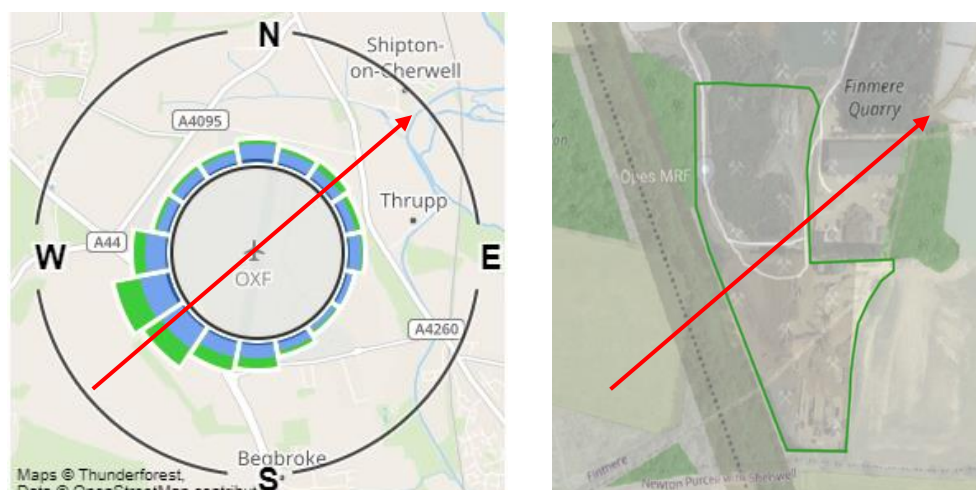 N
Shipton-
on-Cherwell
A4095
Thrupp
W
A44
OXF
E
A4260
Begbroke
S
Maps © Thunderforest,
Finmere
Quarry
Opes MRF
Finmere
Newton Purcell with Shelswell